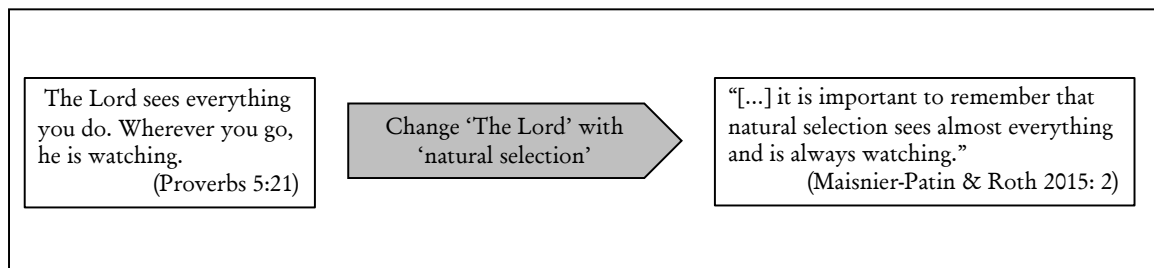 The Lord sees everything
you do. Wherever you go,
he is watching.
(Proverbs 5:21)
Change ‘The Lord’ with
‘natural selection’
“[...] it is important to remember that
natural selection sees almost everything
and is always watching.”
(Maisnier-Patin & Roth 2015: 2)